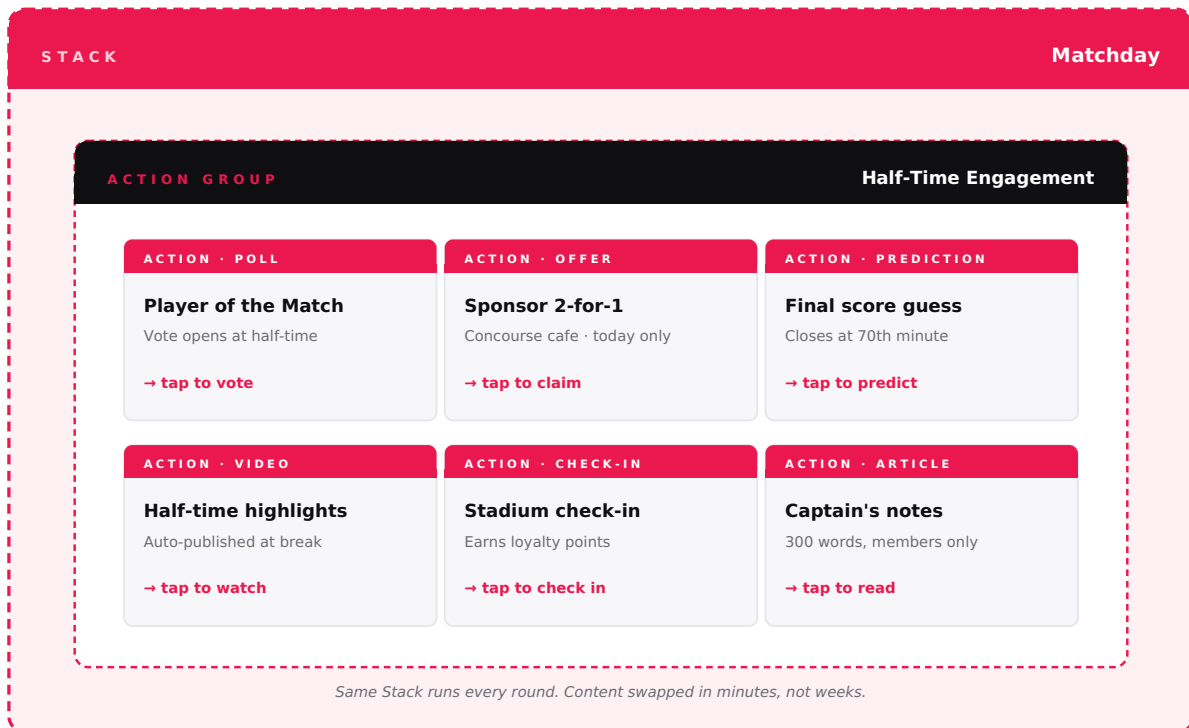 STACK
Matchday
ACTION GROUP
Half-Time Engagement
ACTION · POLL
Player of the Match
Vote opens at half-time
→ tap to vote
ACTION · OFFER
Sponsor 2-for-1
Concourse cafe · today only
→ tap to claim
ACTION · PREDICTION
Final score guess
Closes at 70th minute
→ tap to predict
ACTION · VIDEO
Half-time highlights
Auto-published at break
→ tap to watch
ACTION · CHECK-IN
Stadium check-in
Earns loyalty points
→ tap to check in
ACTION · ARTICLE
Captain's notes
300 words, members only
→ tap to read
Same Stack runs every round. Content swapped in minutes, not weeks.